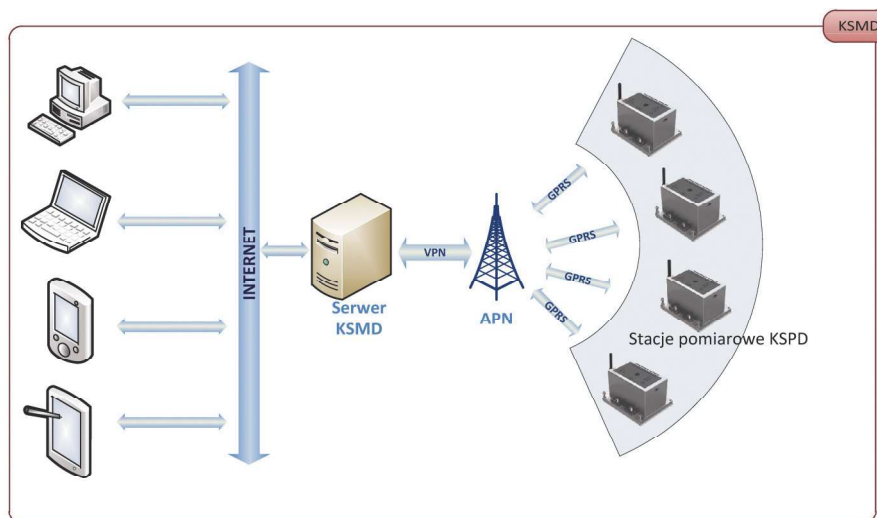 KSMD
INTERNET
Serwer
KSMD
VPN
APN
GPRS
GPRS
GPRS
GPRS
Stacje pomiarowe KSPD